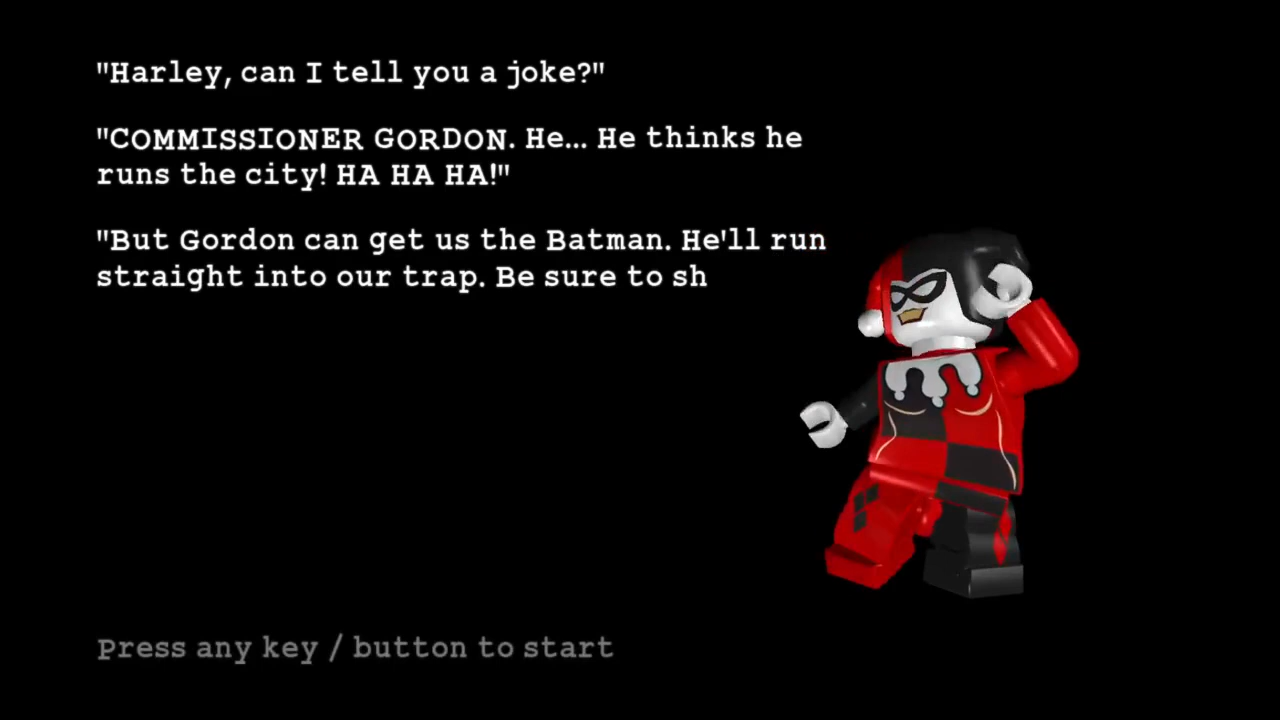 "Harley, can I tell you a joke?"
"COMMISSIONER GORDON. He... He thinks he
runs the city! HA HA HA!"
"But Gordon can get us the Batman. He'll run
straight into our trap. Be sure to sh
Press any key / button to start